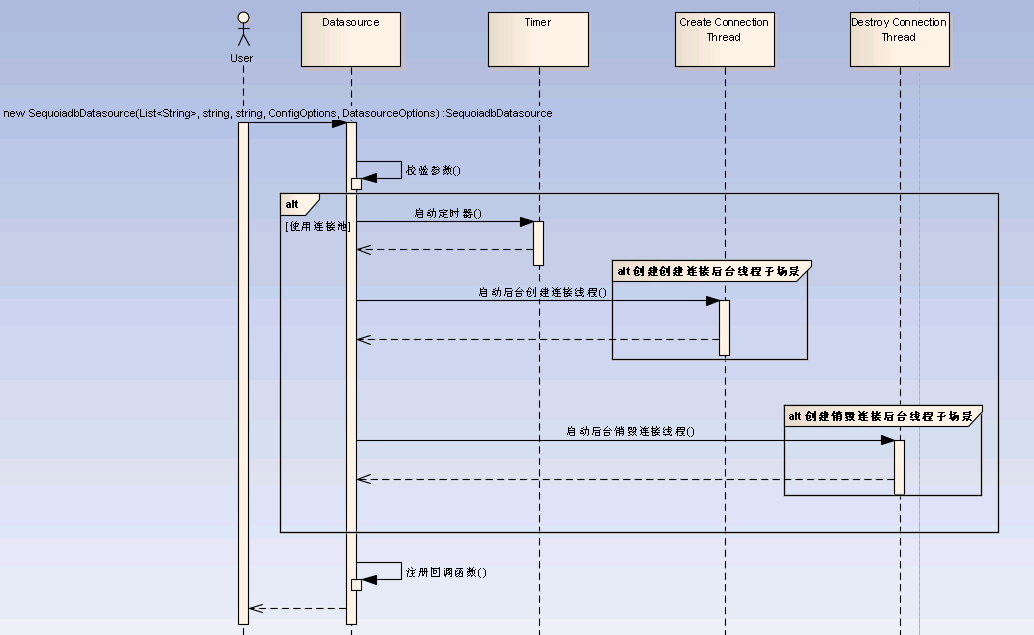 Datasource
Timer
Create Connection
Thread
Destroy Connection
Thread
User
new SequoiadbDatasource(List<String>, string, string, ConfigOptions, DatasourceOptions) :SequoiadbDatasource
校验参数()
alt
[使用连接池]
启动定时器()
alt 创建创建连接后台线程子场景
启动后台创建连接线程()
alt 创建销毁连接后台线程子场景
启动后台销毁连接线程()
注册回调函数()